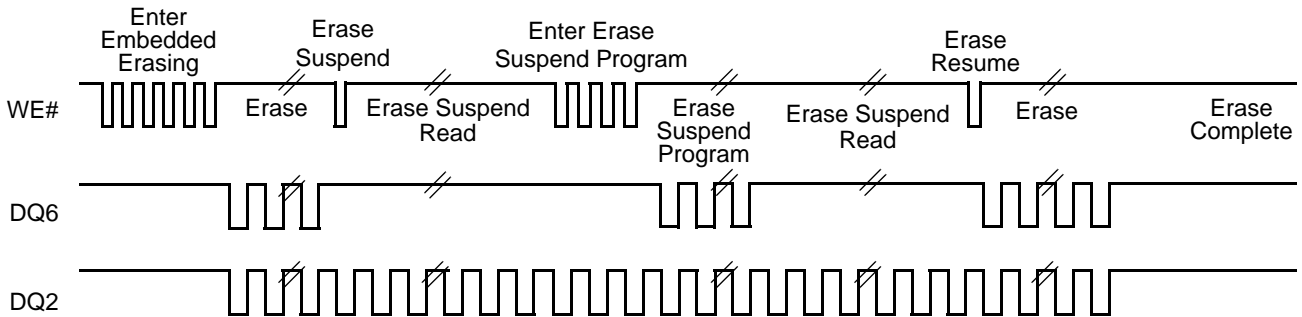 Enter
Embedded
Erasing
Erase
Suspend
Enter Erase
Suspend Program
Erase
Resume
WE#
Erase
Erase Suspend
Read
Erase
Suspend
Program
Erase Suspend
Read
Erase
Erase
Complete
DQ6
DQ2